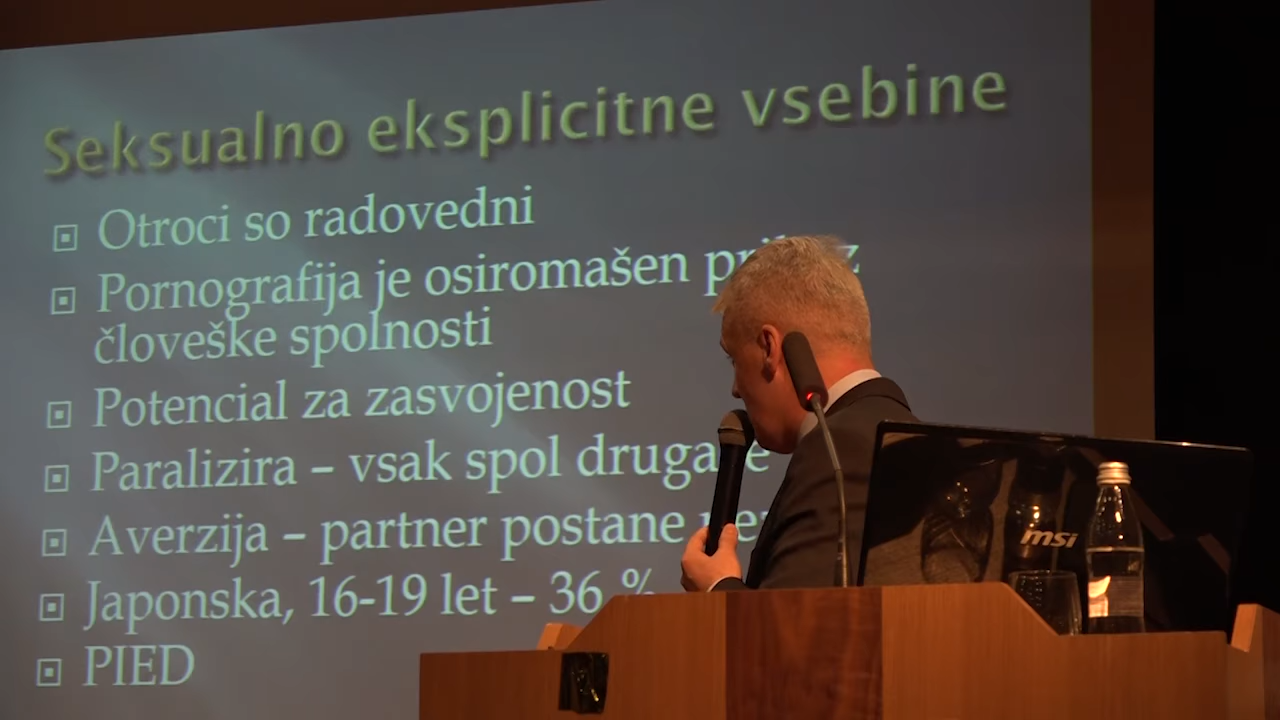 Seksualno eksplicitne vsebine
Otroci so radovedni
Pornografija je osiromašen
človeške spolnosti
Potencial za zasvojenost
Paralizira – vsak spol
Averzija – partner postane
Japonska, 16-19 let – 36 %
PIED
msi